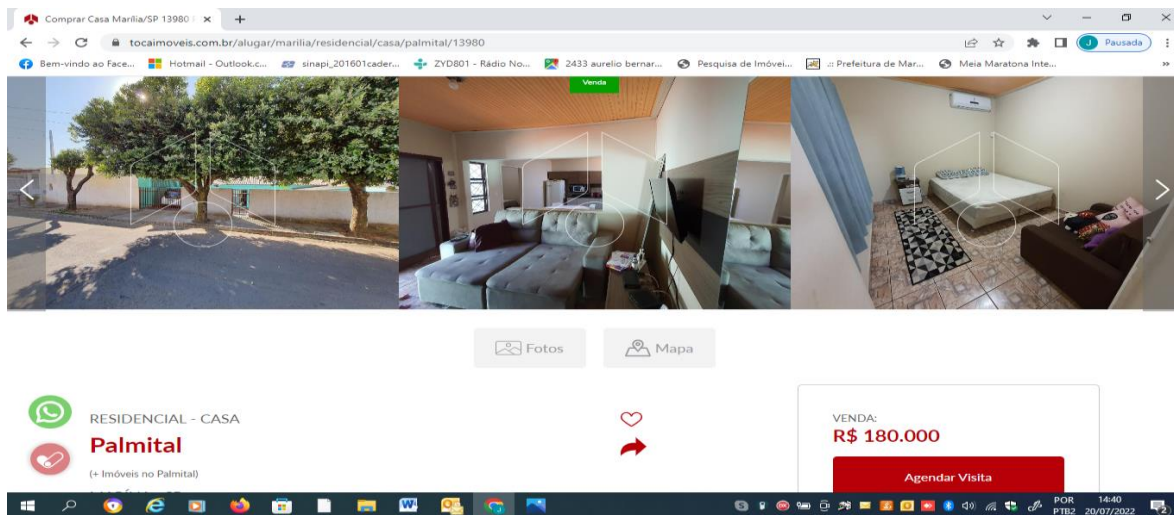 Comprar Casa Marília/SP 13980
tocaimoveis.com.br/alugar/marilia/residencial/casa/palmital/13980
Pausada
Bem-vindo ao Face... Hotmail - Outlook.c... sinapi_201601cader... ZYD801 - Rádio No... 2433 aurelio bernar... Pesquisa de Imóvei... .:: Prefeitura de Mar... Meia Maratona Inte...
Venda
Fotos Mapa
RESIDENCIAL - CASA
Palmital
(+ Imóveis no Palmital)
VENDA:
R$ 180.000
Agendar Visita
POR 14:40
PTB2 20/07/2022